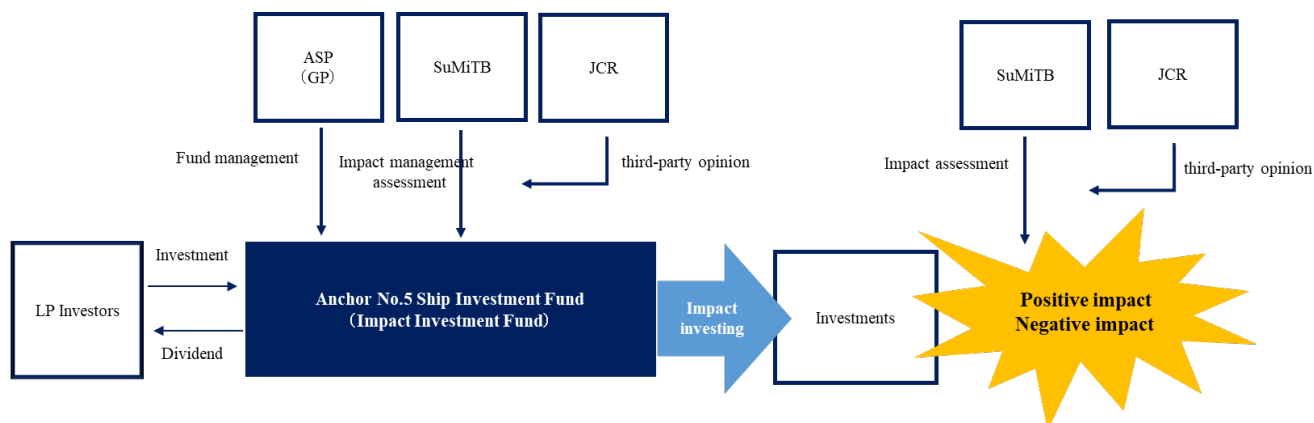 ASP
（GP）
SuMiTB
JCR
SuMiTB
JCR
Fund management
Impact management
assessment
third-party opinion
Impact assessment
third-party opinion
LP Investors
Investment
Dividend
Anchor No.5 Ship Investment Fund
（Impact Investment Fund）
Impact
investing
Investments
Positive impact
Negative impact